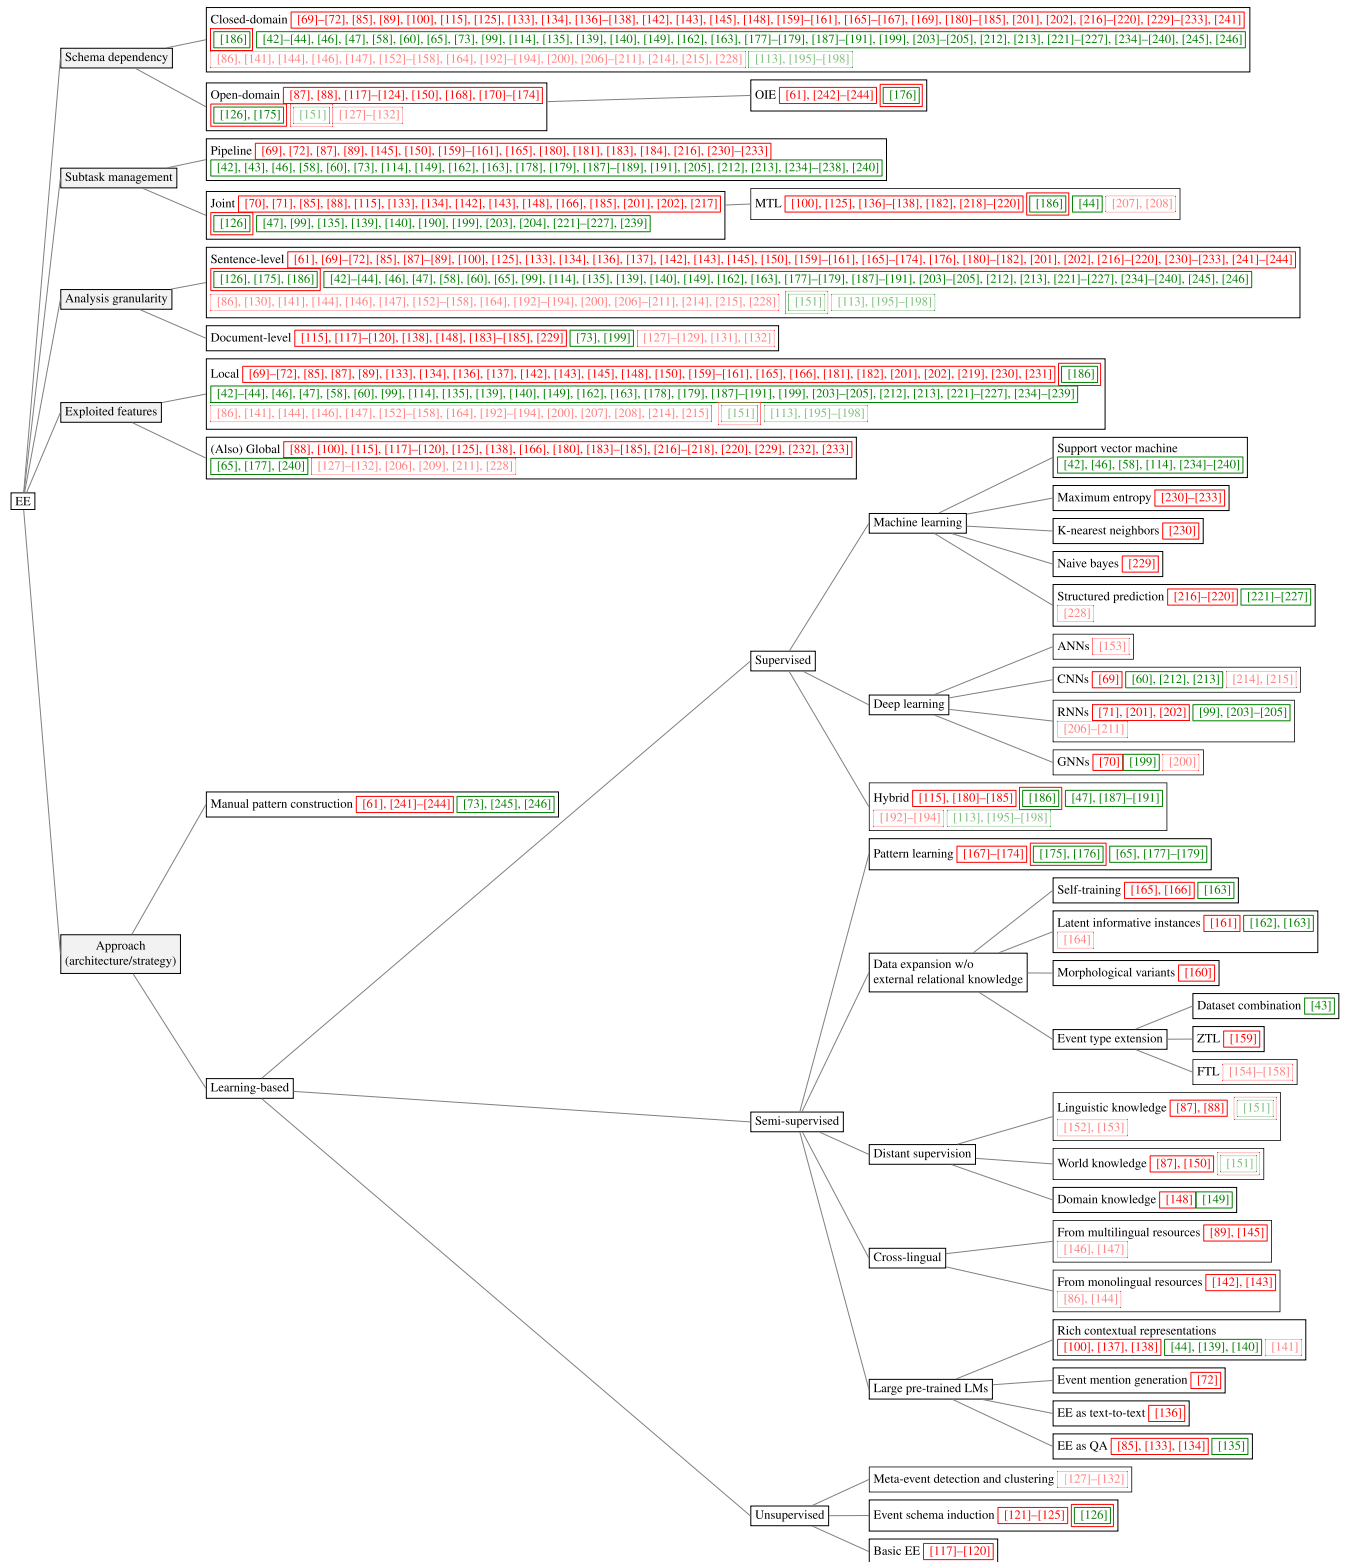 Closed-domain [69]–[72], [85], [89], [100], [115], [125], [133], [134], [136]–[138], [142], [143], [145], [148], [159]–[161], [165]–[167], [169], [180]–[185], [201], [202], [216]–[220], [229]–[233], [241]
[186] [42]–[44], [46], [47], [58], [60], [65], [73], [99], [114], [135], [139], [140], [149], [162], [163], [177]–[179], [187]–[191], [199], [203]–[205], [212], [213], [221]–[227], [234]–[240], [245], [246]
[86], [141], [144], [146], [147], [152]–[158], [164], [192]–[194], [200], [206]–[211], [214], [215], [228] [113], [195]–[198]
Schema dependency
Open-domain [87], [88], [117]–[124], [150], [168], [170]–[174]
[126], [175] [151] [127]–[132]
OIE [61], [242]–[244] [176]
Pipeline [69], [72], [87], [89], [145], [150], [159]–[161], [165], [180], [181], [183], [184], [216], [230]–[233]
[42], [43], [46], [58], [60], [73], [114], [149], [162], [163], [178], [179], [187]–[189], [191], [205], [212], [213], [234]–[238], [240]
Subtask management
Joint [70], [71], [85], [88], [115], [133], [134], [142], [143], [148], [166], [185], [201], [202], [217]
[126] [47], [99], [135], [139], [140], [190], [199], [203], [204], [221]–[227], [239]
MTL [100], [125], [136]–[138], [182], [218]–[220] [186] [44] [207], [208]
Sentence-level [61], [69]–[72], [85], [87]–[89], [100], [125], [133], [134], [136], [137], [142], [143], [145], [150], [159]–[161], [165]–[174], [176], [180]–[182], [201], [202], [216]–[220], [230]–[233], [241]–[244]
[126], [175], [186] [42]–[44], [46], [47], [58], [60], [65], [99], [114], [135], [139], [140], [149], [162], [163], [177]–[179], [187]–[191], [203]–[205], [212], [213], [221]–[227], [234]–[240], [245], [246]
[86], [130], [141], [144], [146], [147], [152]–[158], [164], [192]–[194], [200], [206]–[211], [214], [215], [228] [151] [113], [195]–[198]
Analysis granularity
Document-level [115], [117]–[120], [138], [148], [183]–[185], [229] [73], [199] [127]–[129], [131], [132]
Local [69]–[72], [85], [87], [89], [133], [134], [136], [137], [142], [143], [145], [148], [150], [159]–[161], [165], [166], [181], [182], [201], [202], [219], [230], [231] [186]
[42]–[44], [46], [47], [58], [60], [99], [114], [135], [139], [140], [149], [162], [163], [178], [179], [187]–[191], [199], [203]–[205], [212], [213], [221]–[227], [234]–[239]
[86], [141], [144], [146], [147], [152]–[158], [164], [192]–[194], [200], [207], [208], [214], [215] [151] [113], [195]–[198]
Exploited features
(Also) Global [88], [100], [115], [117]–[120], [125], [138], [166], [180], [183]–[185], [216]–[218], [220], [229], [232], [233]
[65], [177], [240] [127]–[132], [206], [209], [211], [228]
EE
Support vector machine
[42], [46], [58], [114], [234]–[240]
Maximum entropy [230]–[233]
Machine learning
K-nearest neighbors [230]
Naive bayes [229]
Structured prediction [216]–[220] [221]–[227]
[228]
Supervised
ANNs [153]
CNNs [69] [60], [212], [213] [214], [215]
Deep learning
RNNs [71], [201], [202] [99], [203]–[205]
[206]–[211]
GNNs [70] [199] [200]
Hybrid [115], [180]–[185] [186] [47], [187]–[191]
[192]–[194] [113], [195]–[198]
Manual pattern construction [61], [241]–[244] [73], [245], [246]
Approach
(architecture/strategy)
Learning-based
Pattern learning [167]–[174] [175], [176] [65], [177]–[179]
Self-training [165], [166] [163]
Latent informative instances [161] [162], [163]
[164]
Data expansion w/o
external relational knowledge
Morphological variants [160]
Dataset combination [43]
Event type extension
ZTL [159]
FTL [154]–[158]
Semi-supervised
Linguistic knowledge [87], [88] [151]
[152], [153]
Distant supervision
World knowledge [87], [150] [151]
Domain knowledge [148] [149]
From multilingual resources [89], [145]
[146], [147]
Cross-lingual
From monolingual resources [142], [143]
[86], [144]
Rich contextual representations
[100], [137], [138] [44], [139], [140] [141]
Large pre-trained LMs
Event mention generation [72]
EE as text-to-text [136]
EE as QA [85], [133], [134] [135]
Meta-event detection and clustering [127]–[132]
Unsupervised
Event schema induction [121]–[125] [126]
Basic EE [117]–[120]